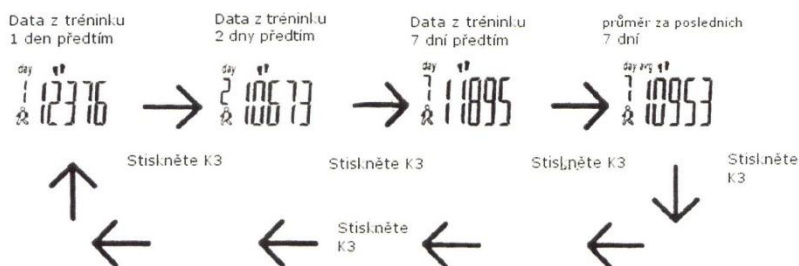 Data z tréninku
1 den předtím
Data z tréninku
2 dny předtím
Data z tréninku
7 dní předtím
průměr za posledních
7 dní
day
1 12376
day
2 10673
day
7 11895
day avg
7 10953
Stiskněte K3
Stiskněte K3
Stiskněte K3
Stiskněte
K3
Stiskněte
K3